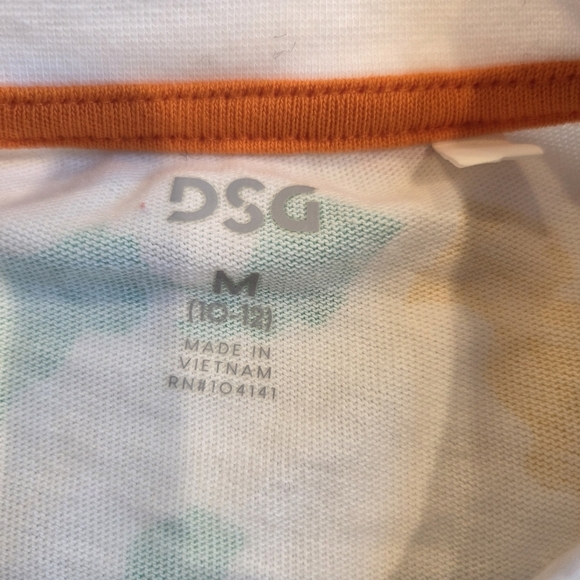 DSG
M
(10-12)
MADE IN
VIETNAM
RN#104141